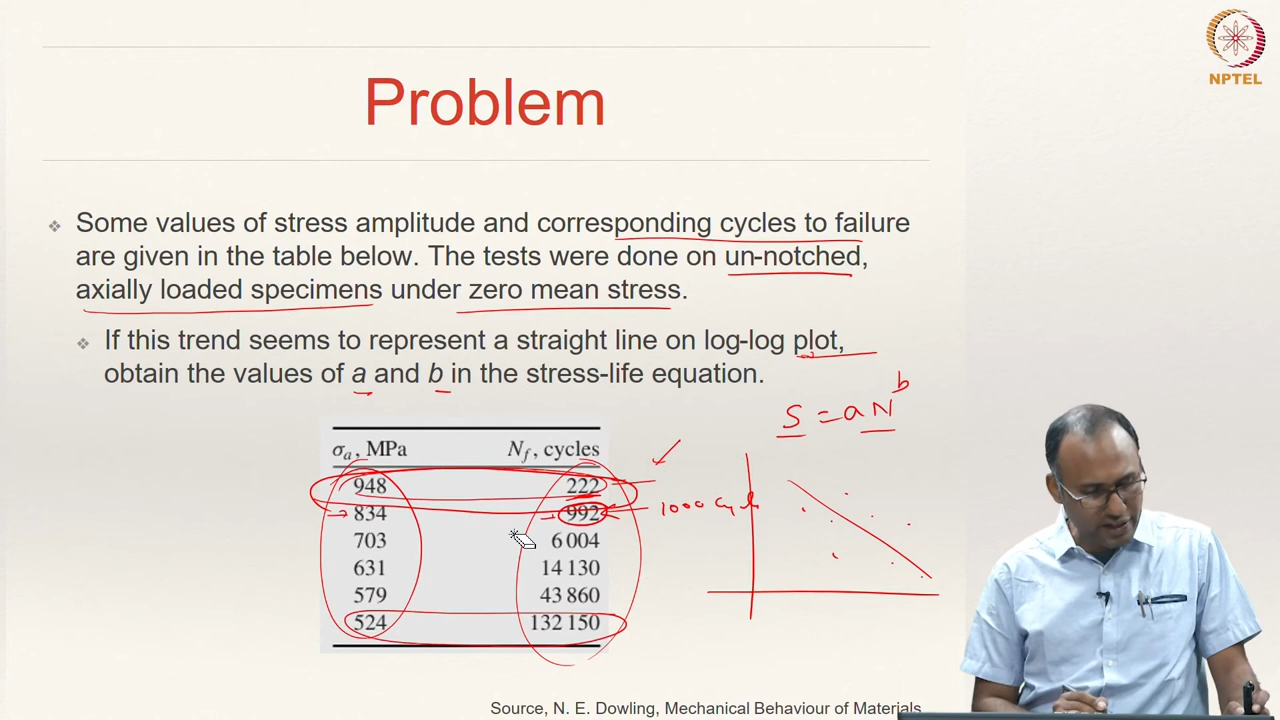 NPTEL
Problem
Some values of stress amplitude and corresponding cycles to failure
are given in the table below. The tests were done on un-notched,
axially loaded specimens under zero mean stress.
If this trend seems to represent a straight line on log-log plot,
obtain the values of a and b in the stress-life equation.
S = aN^b
σa, MPa Nf, cycles
948 222
834 992
1000 cycle
703 6 004
631 14 130
579 43 860
524 132 150
Source, N. E. Dowling, Mechanical Behaviour of Materials